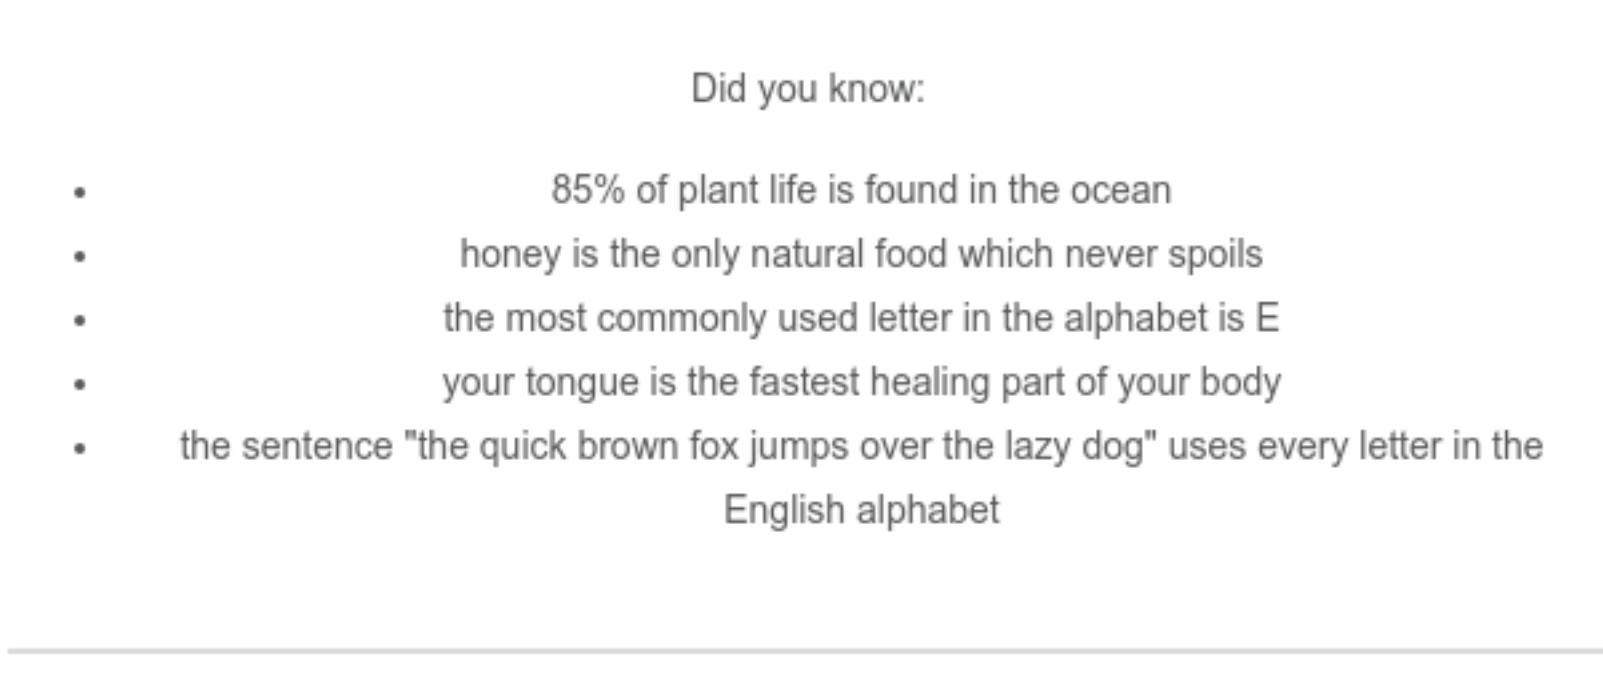 Did you know:
• 85% of plant life is found in the ocean
• honey is the only natural food which never spoils
• the most commonly used letter in the alphabet is E
• your tongue is the fastest healing part of your body
• the sentence "the quick brown fox jumps over the lazy dog" uses every letter in the
English alphabet